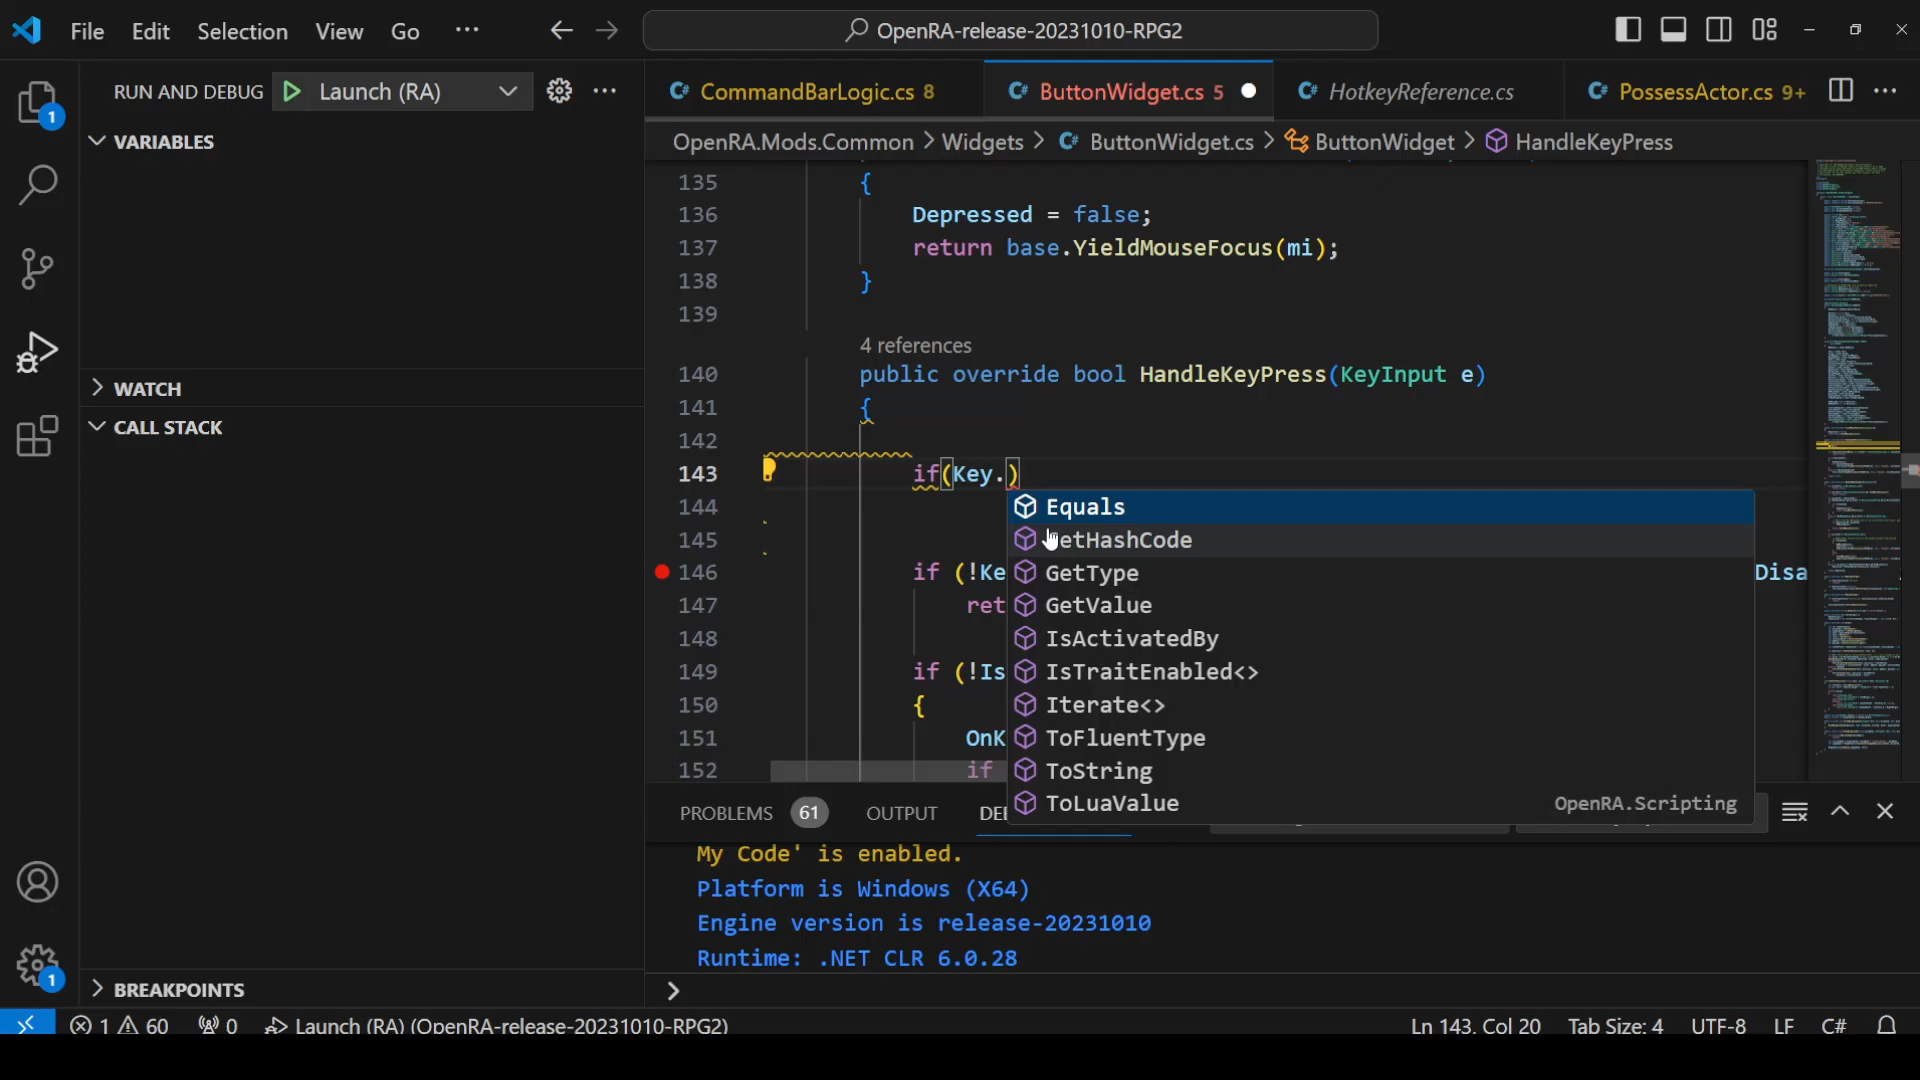 File Edit Selection View Go ··· OpenRA-release-20231010-RPG2
RUN AND DEBUG Launch (RA)
CommandBarLogic.cs 8 ButtonWidget.cs 5 HotkeyReference.cs PossessActor.cs 9+
1
VARIABLES
WATCH
CALL STACK
BREAKPOINTS
OpenRA.Mods.Common > Widgets > ButtonWidget.cs > ButtonWidget > HandleKeyPress
135 {
136 Depressed = false;
137 return base.YieldMouseFocus(mi);
138 }
139
4 references
140 public override bool HandleKeyPress(KeyInput e)
141 {
142
143 if(Key.)
144
145
146 if (!Ke Disa
147 ret
148
149 if (!Is
150 {
151 OnK
152 if
Equals
GetHashCode
GetType
GetValue
IsActivatedBy
IsTraitEnabled<>
Iterate<>
ToFluentType
ToString
ToLuaValue OpenRA.Scripting
PROBLEMS 61 OUTPUT DE
My Code' is enabled.
Platform is Windows (X64)
Engine version is release-20231010
Runtime: .NET CLR 6.0.28
>
1
1 60 0 Launch (RA) (OpenRA-release-20231010-RPG2) Ln 143, Col 20 Tab Size: 4 UTF-8 LF C#